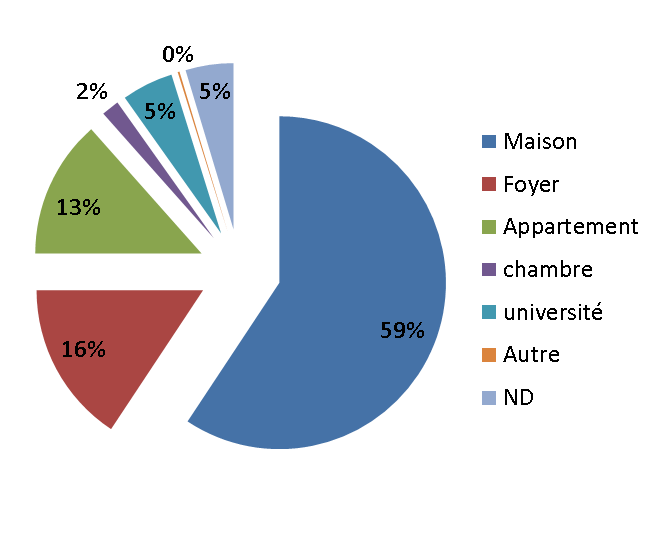 0%
2%
5%
5%
13%
16%
59%
Maison
Foyer
Appartement
chambre
université
Autre
ND